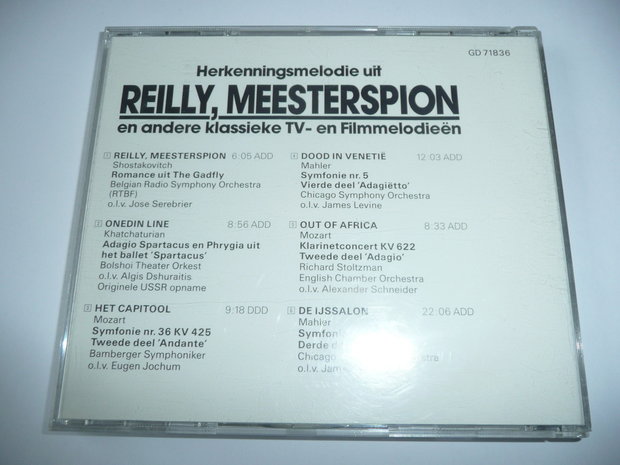 GD 71836
Herkenningsmelodie uit
REILLY, MEESTERSPION
en andere klassieke TV- en Filmmelodieën
1 REILLY, MEESTERSPION 6:05 ADD
Shostakovitch
Romance uit The Gadfly
Belgian Radio Symphony Orchestra
(RTBF)
o.l.v. Jose Serebrier
2 ONEDIN LINE 8:56 ADD
Khatchaturian
Adagio Spartacus en Phrygia uit
het ballet 'Spartacus'
Bolshoi Theater Orkest
o.l.v. Algis Dshuraitis
Originele USSR opname
3 HET CAPITOOL 9:18 DDD
Mozart
Symfonie nr. 36 KV 425
Tweede deel 'Andante'
Bamberger Symphoniker
o.l.v. Eugen Jochum
4 DOOD IN VENETIË 12:03 ADD
Mahler
Symfonie nr. 5
Vierde deel 'Adagiëtto'
Chicago Symphony Orchestra
o.l.v. James Levine
5 OUT OF AFRICA 8:33 ADD
Mozart
Klarinetconcert KV 622
Tweede deel 'Adagio'
Richard Stoltzman
English Chamber Orchestra
o.l.v. Alexander Schneider
6 DE IJSSALON 22:06 ADD
Mahler
Derde
Chicago Orchestra
o.l.v.